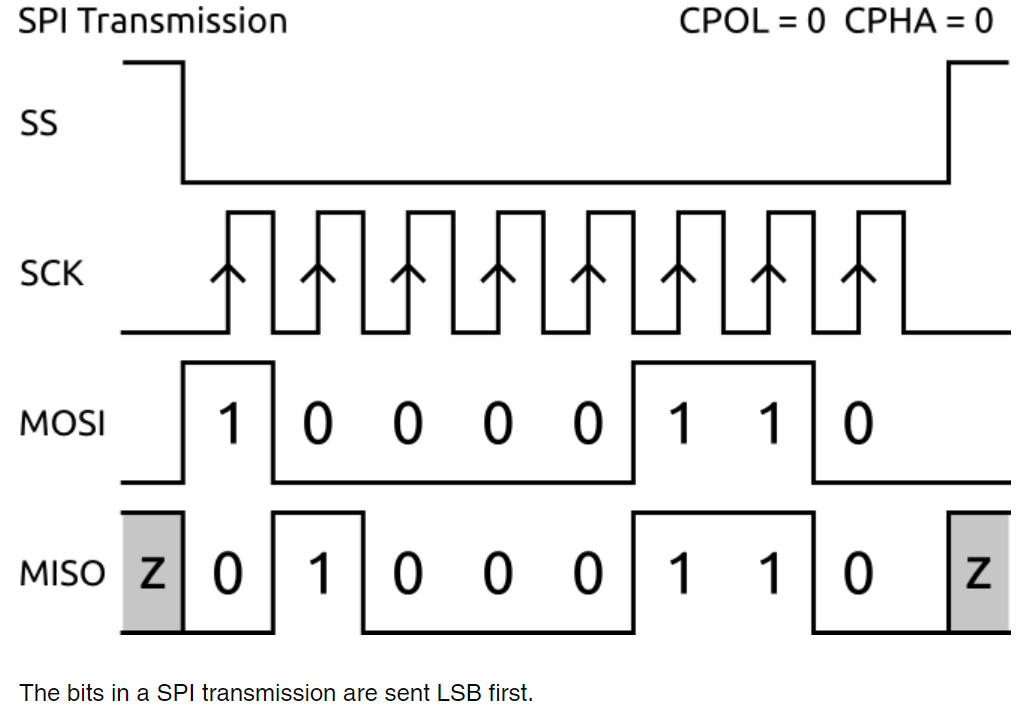 SPI Transmission CPOL = 0 CPHA = 0
SS
SCK
MOSI 1 0 0 0 0 1 1 0
MISO Z 0 1 0 0 0 1 1 0 Z
The bits in a SPI transmission are sent LSB first.